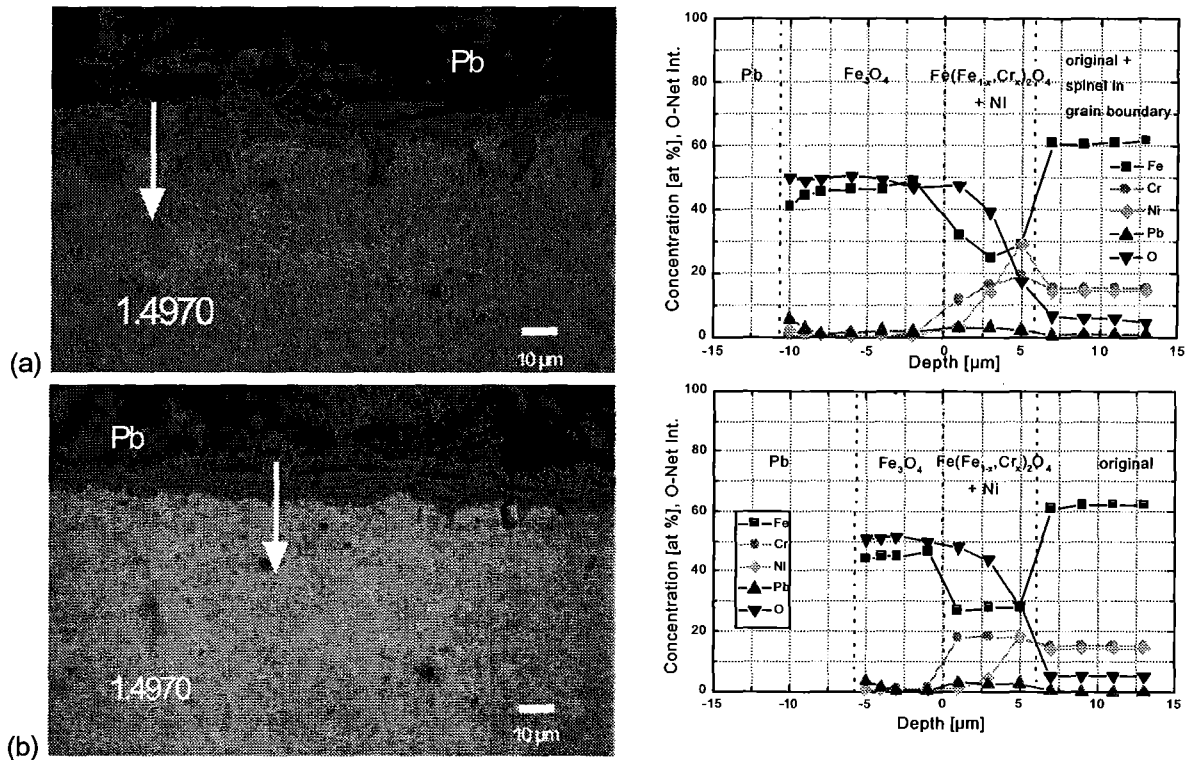 (a)
Pb
1.4970
10 µm
Concentration [at %], O-Net Int.
100
80
60
40
20
0
Pb
Fe₃O₄
Fe(Fe₁₋ₓ,Crₓ)₂O₄
+ Ni
original +
spinel in
grain boundary
Fe
Cr
Ni
Pb
O
-15
-10
-5
0
5
10
15
Depth [µm]
(b)
Pb
1.4970
10 µm
Concentration [at %], O-Net Int.
100
80
60
40
20
0
Pb
Fe₃O₄
Fe(Fe₁₋ₓ,Crₓ)₂O₄
+ Ni
original
Fe
Cr
Ni
Pb
O
-15
-10
-5
0
5
10
15
Depth [µm]